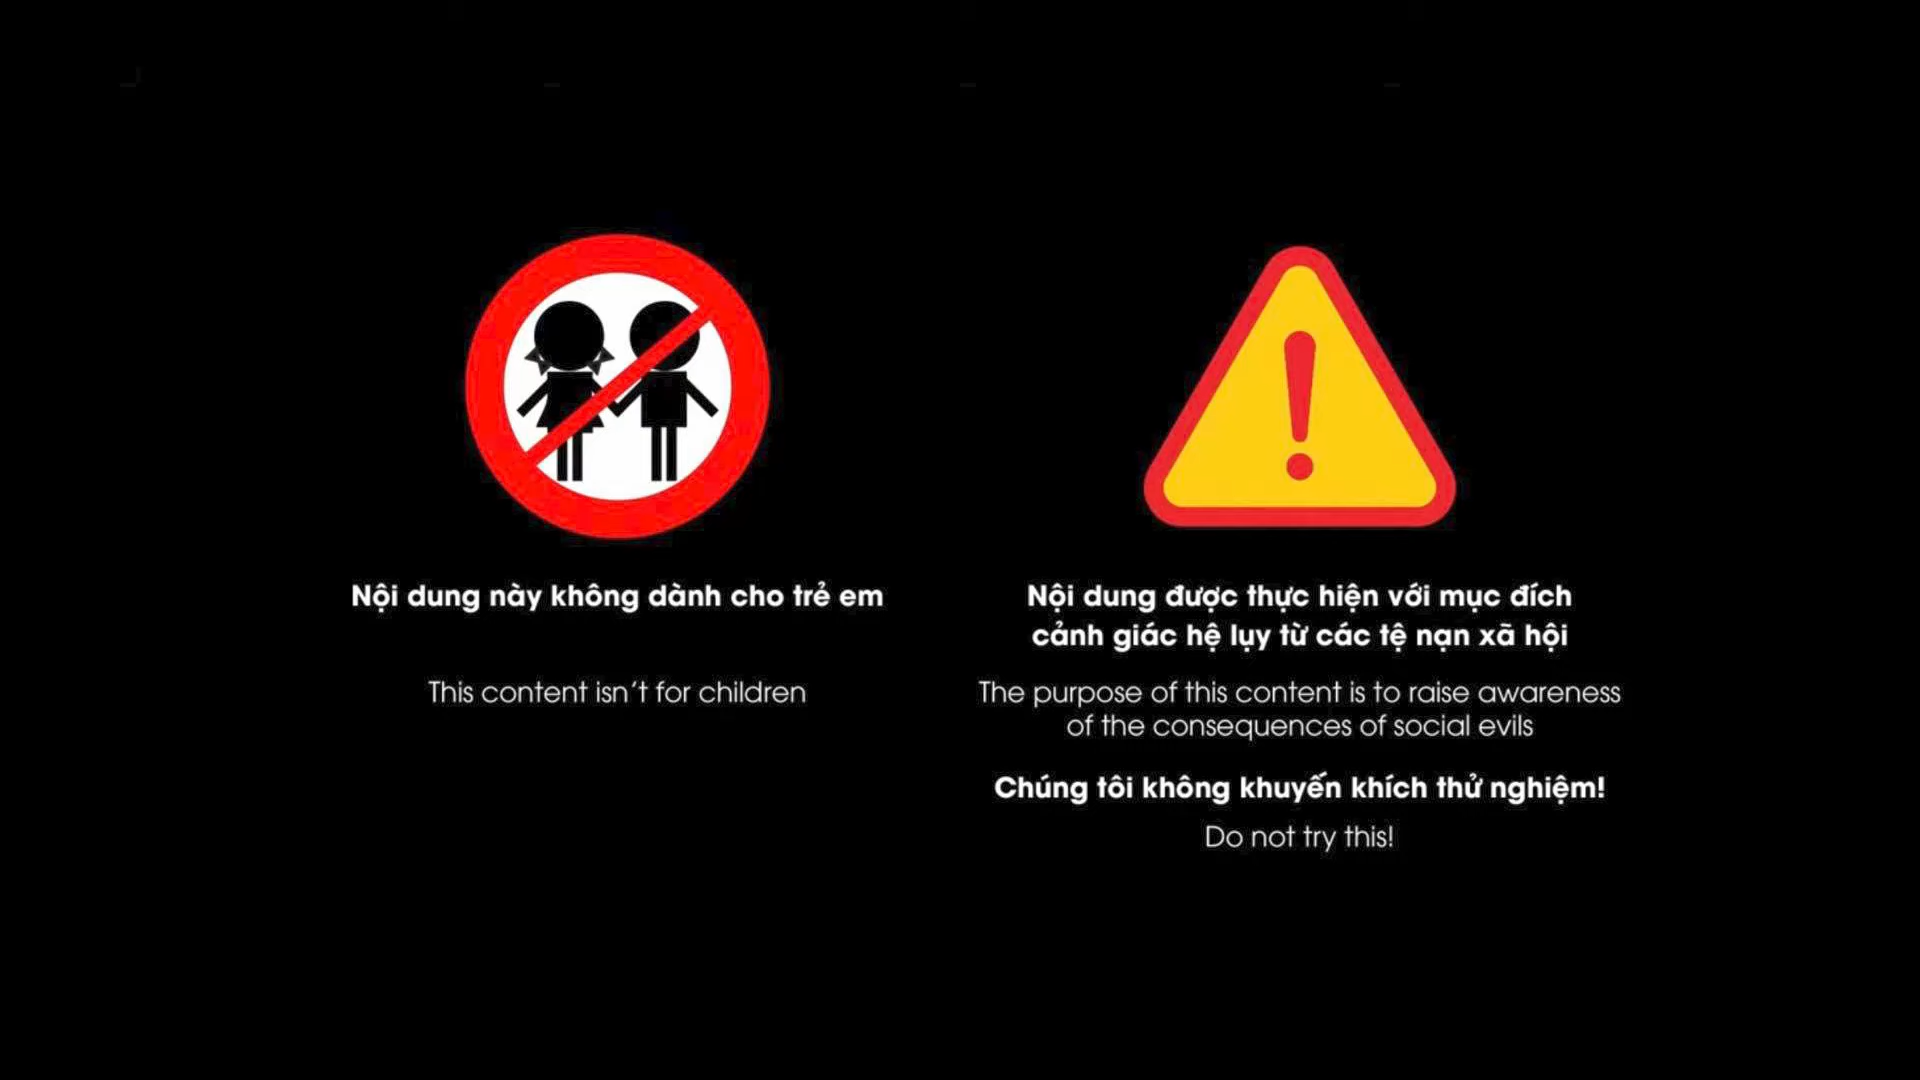 Nội dung này không dành cho trẻ em
This content isn't for children
Nội dung được thực hiện với mục đích
cảnh giác hệ lụy từ các tệ nạn xã hội
The purpose of this content is to raise awareness
of the consequences of social evils
Chúng tôi không khuyến khích thử nghiệm!
Do not try this!